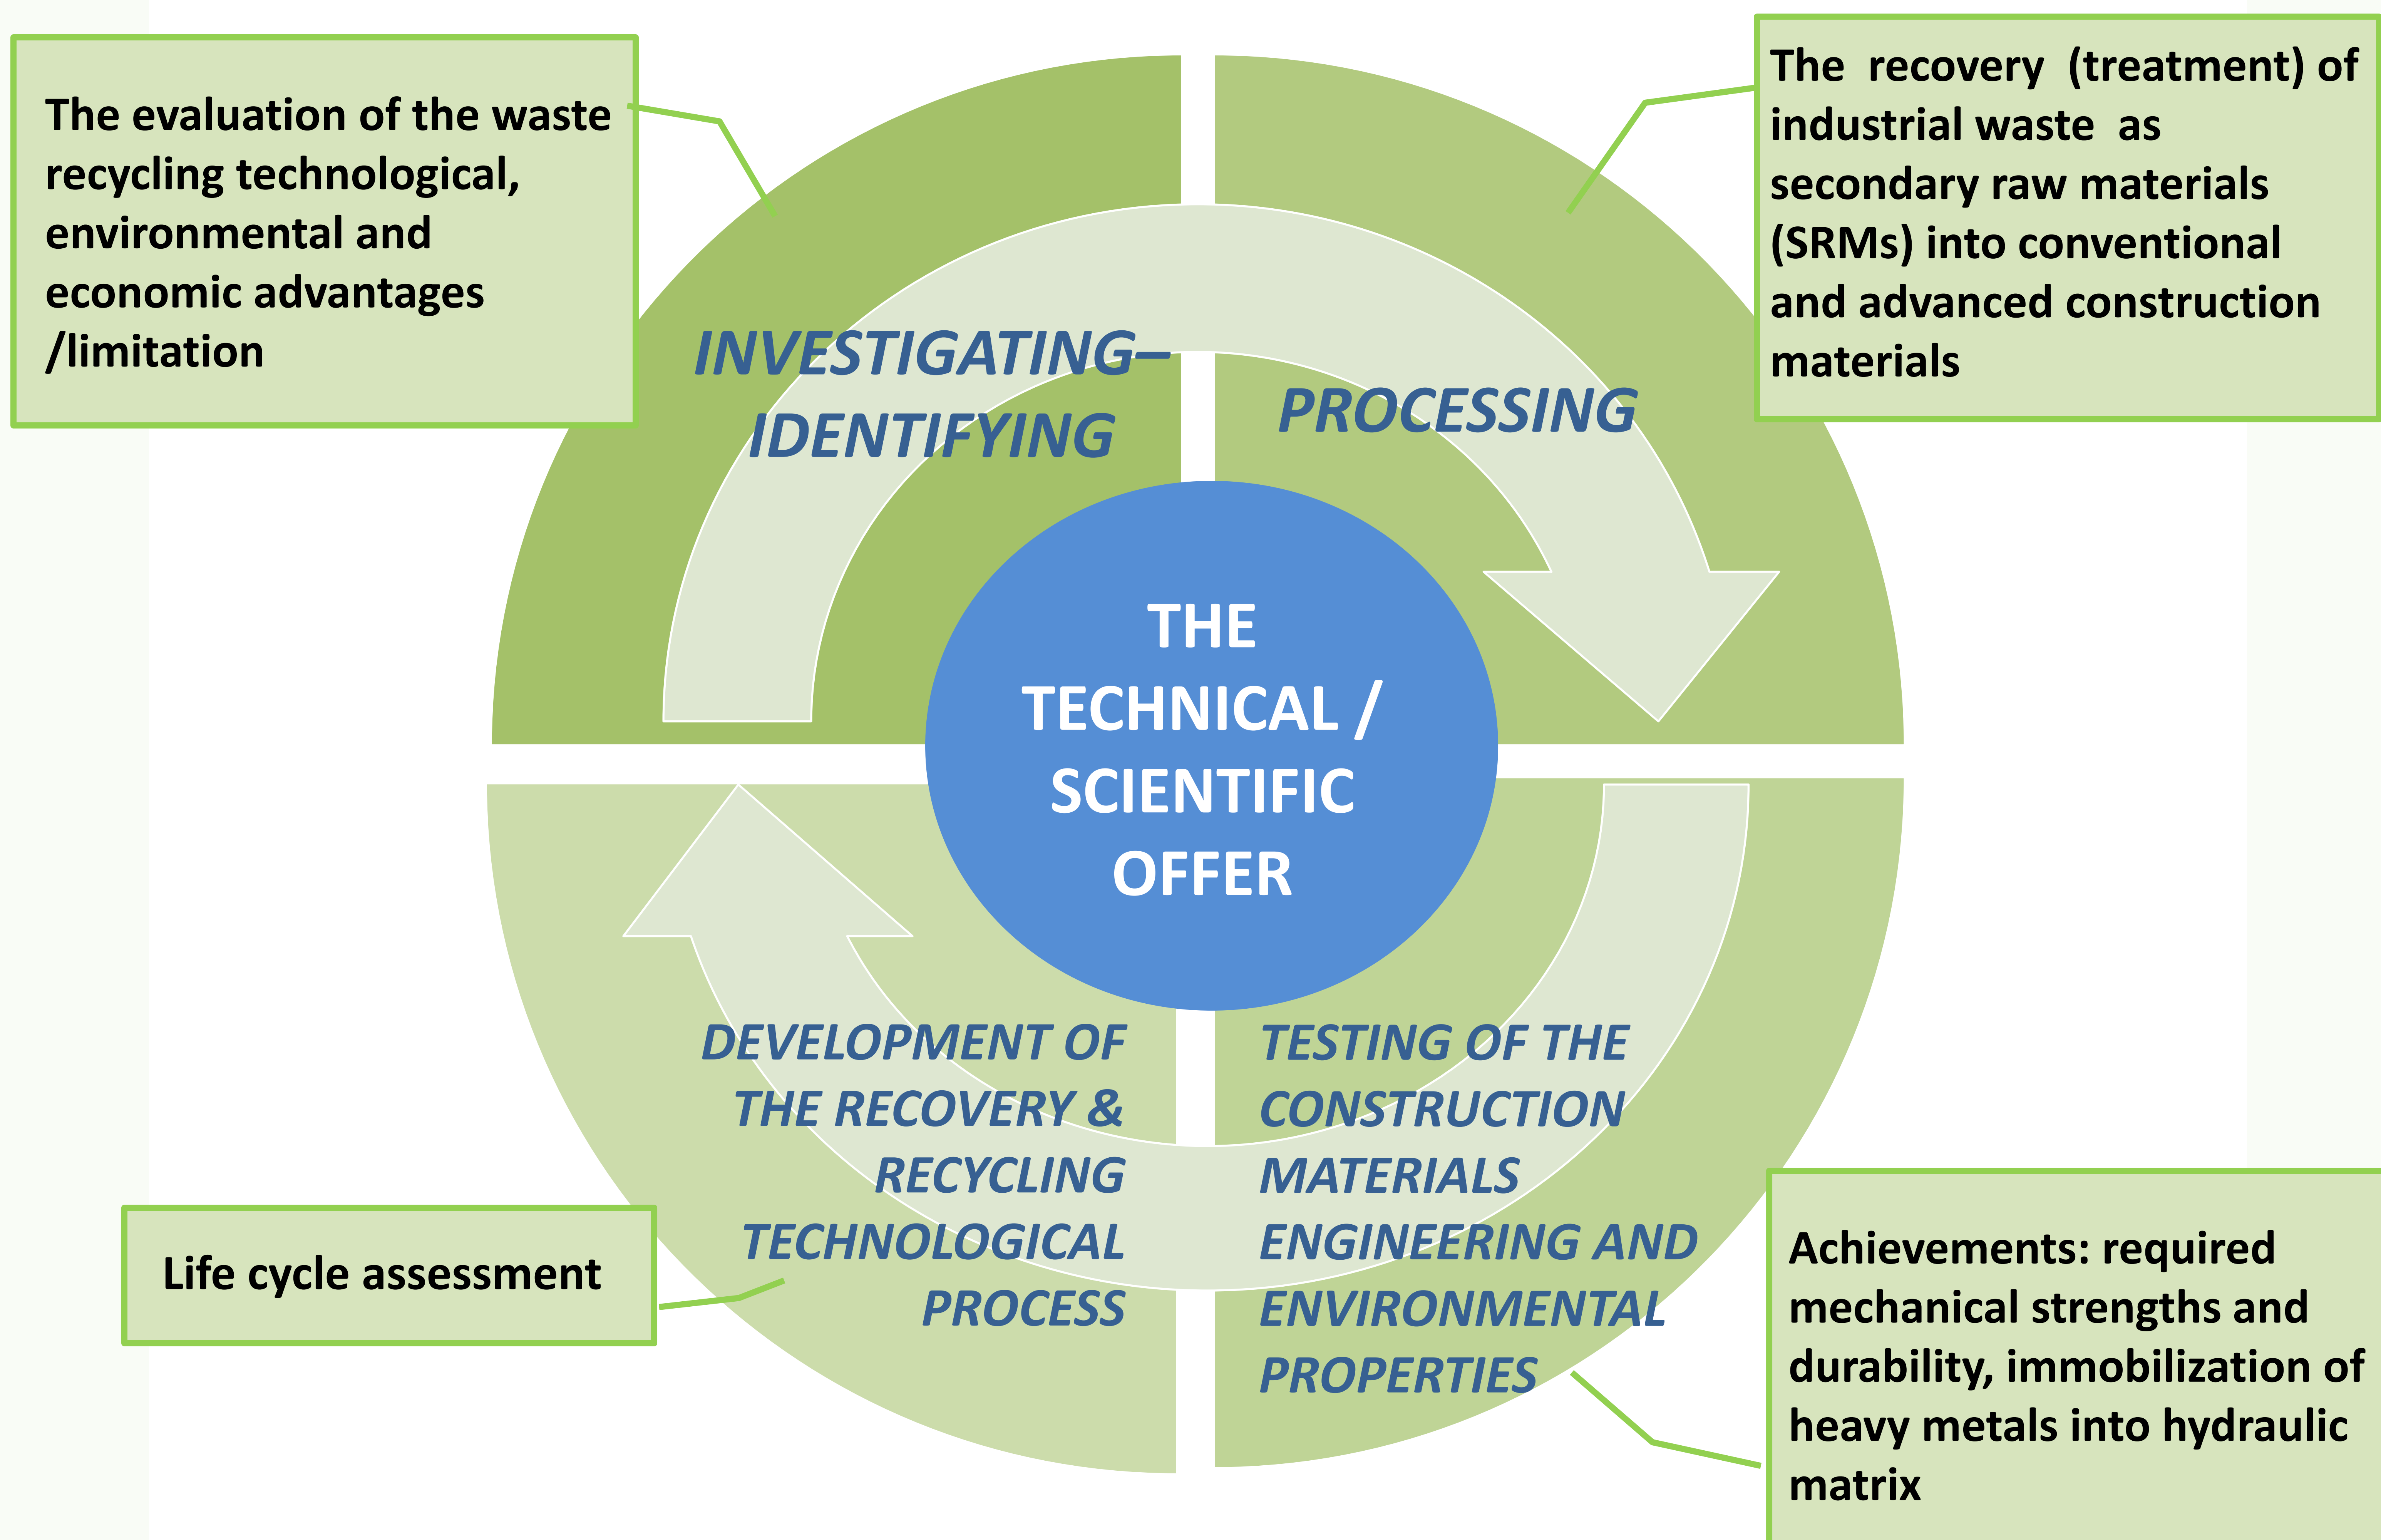 The evaluation of the waste
recycling technological,
environmental and
economic advantages
/limitation
The recovery (treatment) of
industrial waste as
secondary raw materials
(SRMs) into conventional
and advanced construction
materials
INVESTIGATING–
IDENTIFYING
PROCESSING
THE
TECHNICAL /
SCIENTIFIC
OFFER
DEVELOPMENT OF
THE RECOVERY &
RECYCLING
TECHNOLOGICAL
PROCESS
TESTING OF THE
CONSTRUCTION
MATERIALS
ENGINEERING AND
ENVIRONMENTAL
PROPERTIES
Life cycle assessment
Achievements: required
mechanical strengths and
durability, immobilization of
heavy metals into hydraulic
matrix